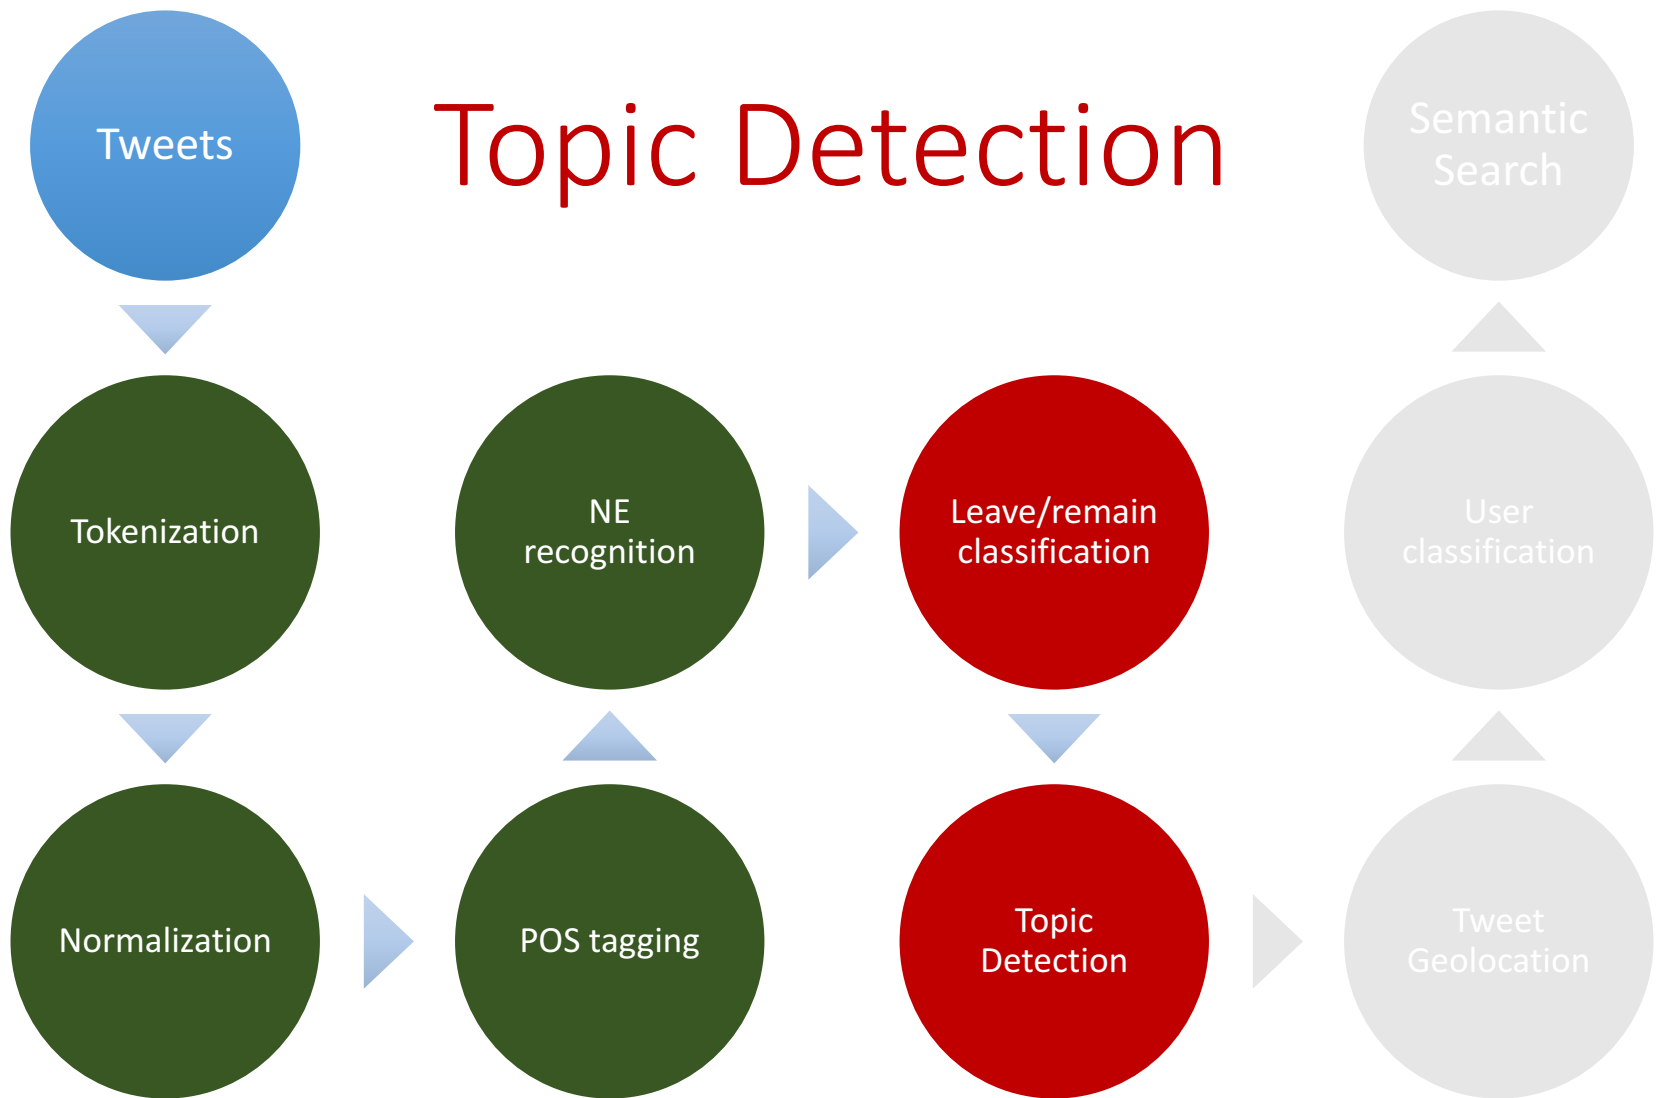 Topic Detection
Tweets
Tokenization
Normalization
POS tagging
NE
recognition
Leave/remain
classification
Topic
Detection
Tweet
Geolocation
User
classification
Semantic
Search